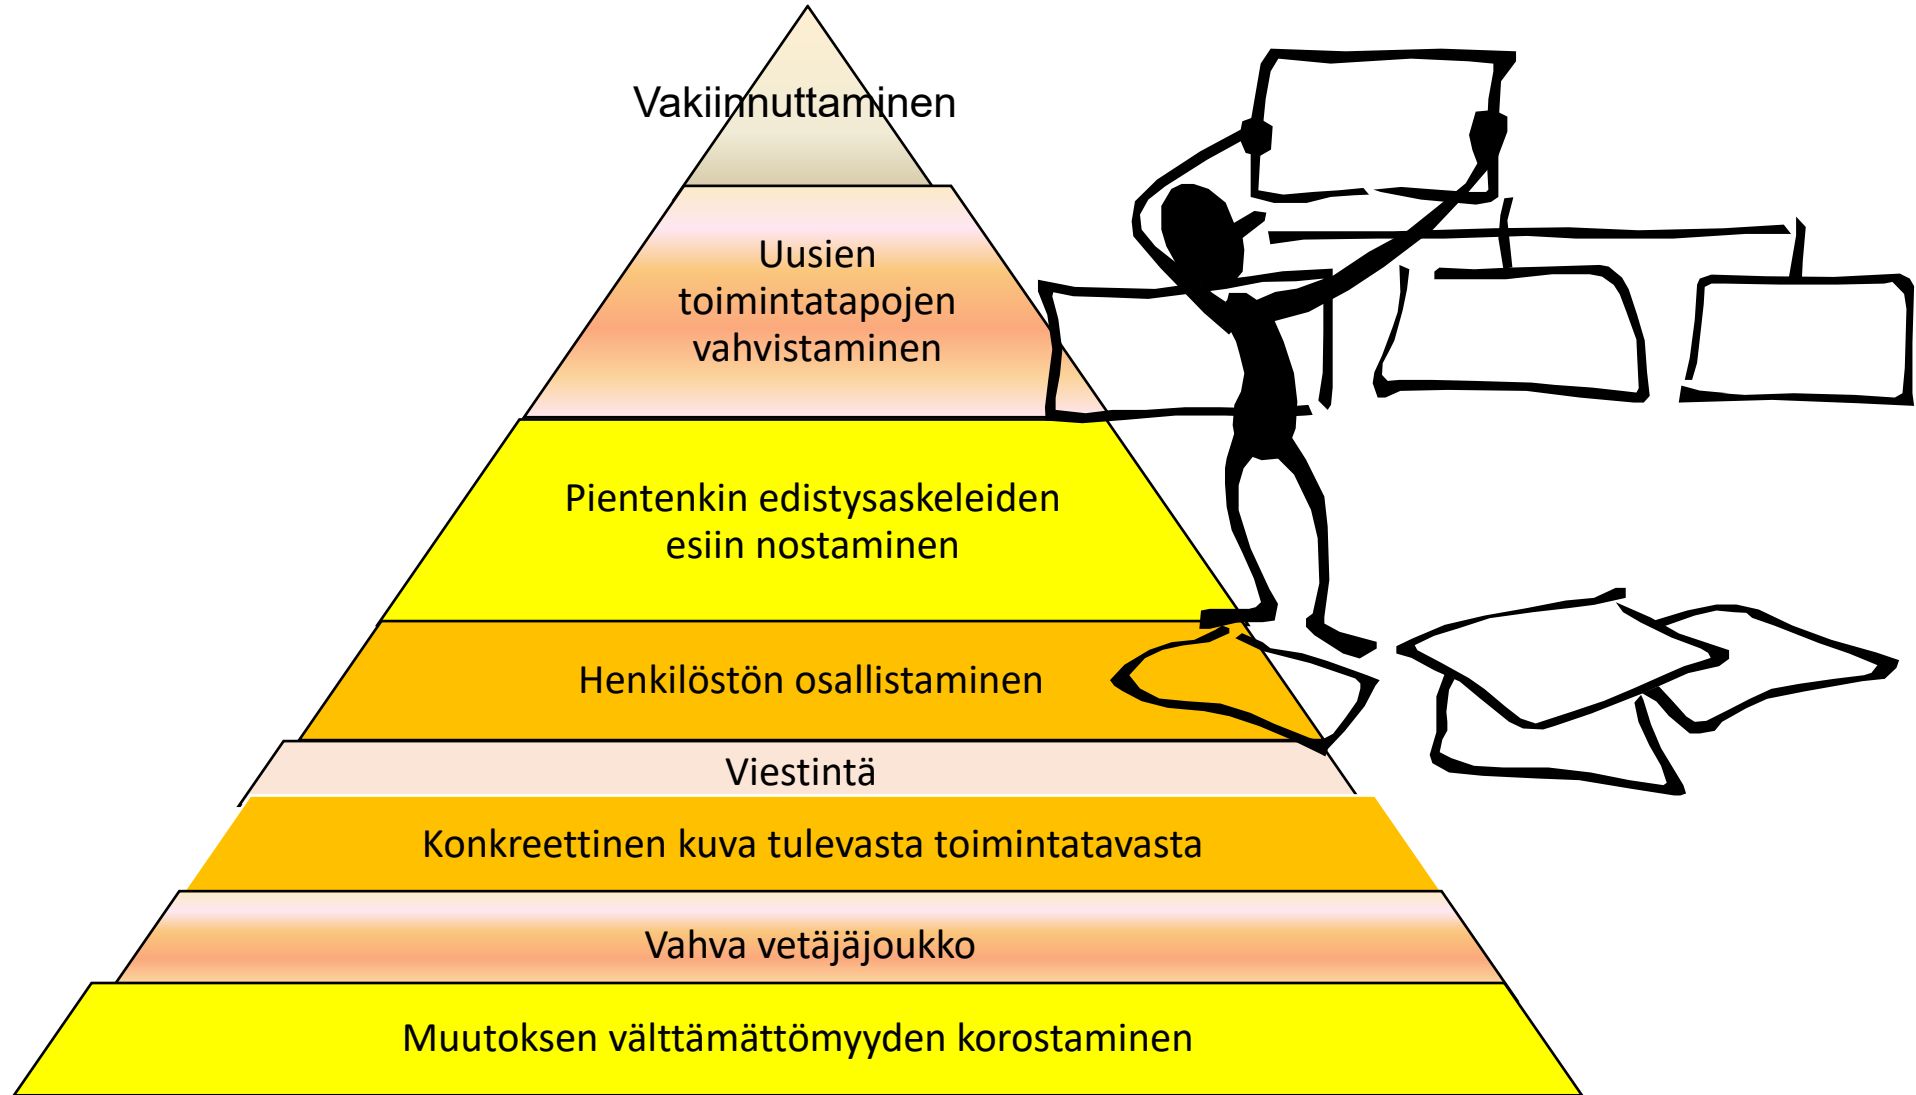 Vakiinnuttaminen
Uusien
toimintatapojen
vahvistaminen
Pientenkin edistysaskeleiden
esiin nostaminen
Henkilöstön osallistaminen
Viestintä
Konkreettinen kuva tulevasta toimintatavasta
Vahva vetäjäjoukko
Muutoksen välttämättömyyden korostaminen